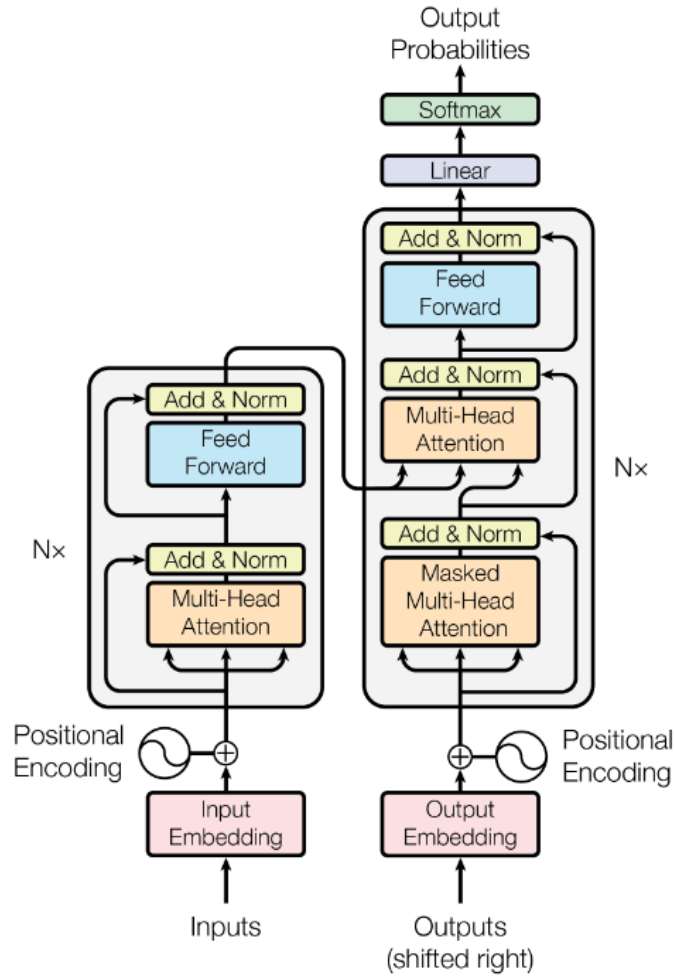 Output
Probabilities
Softmax
Linear
Add & Norm
Feed
Forward
Add & Norm
Multi-Head
Attention
Add & Norm
Masked
Multi-Head
Attention
N×
Add & Norm
Feed
Forward
Add & Norm
Multi-Head
Attention
N×
Positional
Encoding
Positional
Encoding
Input
Embedding
Output
Embedding
Inputs
Outputs
(shifted right)